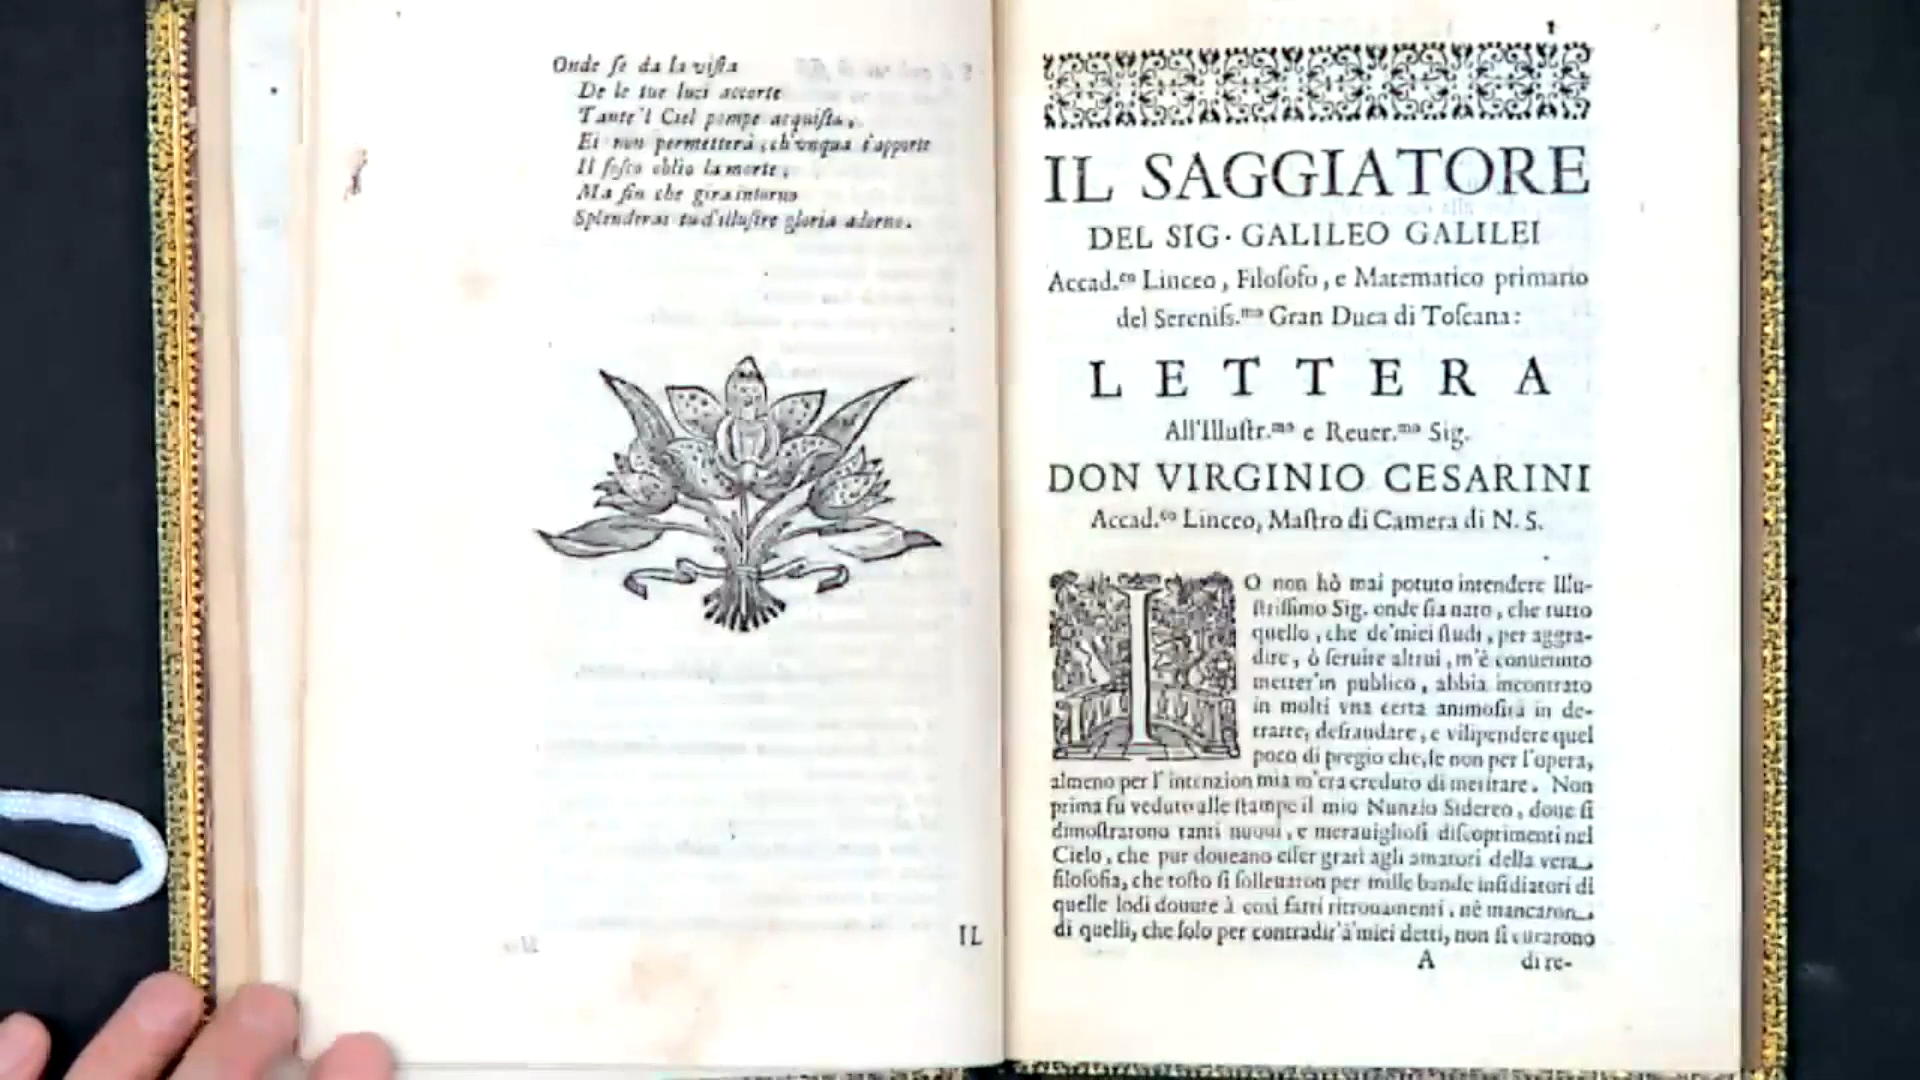 Onde ſe da la viſta
De le tue luci accorte
Tante'l Ciel pompe acquiſta,
Ei non permetterà, ch'vnqua t'apporte
Il foſco oblio la morte;
Ma fin che gira intorno
Splenderai tu d'illuſtre gloria adorno.
IL
1
IL SAGGIATORE
DEL SIG. GALILEO GALILEI
Accad.co Linceo, Filoſofo, e Matematico primario
del Sereniſs.mo Gran Duca di Toſcana:
LETTERA
All'Illuſtr.mo e Reuer.mo Sig.
DON VIRGINIO CESARINI
Accad.co Linceo, Maſtro di Camera di N. S.
IO non hò mai potuto intendere Illu-
ſtriſſimo Sig. onde ſia nato, che tutto
quello, che de'miei ſtudi, per aggra-
dire, ò ſeruire altrui, m'è conuenuto
metter'in publico, abbia incontrato
in molti vna certa animoſità in de-
trarre, defraudare, e vilipendere quel
poco di pregio che, ſe non per l'opera,
almeno per l'intenzion mia m'era creduto di meritare. Non
prima fu veduto alle ſtampe il mio Nunzio Sidereo, doue ſi
dimoſtrarono tanti nuoui, e merauiglioſi diſcoprimenti nel
Cielo, che pur doueano eſſer grati agli amatori della vera
filoſofia, che toſto ſi ſolleuaron per mille bande inſidiatori di
quelle lodi douute à così fatti ritrouamenti, nè mancaron
di quelli, che ſolo per contradir'a'miei detti, non ſi curarono
A di re-